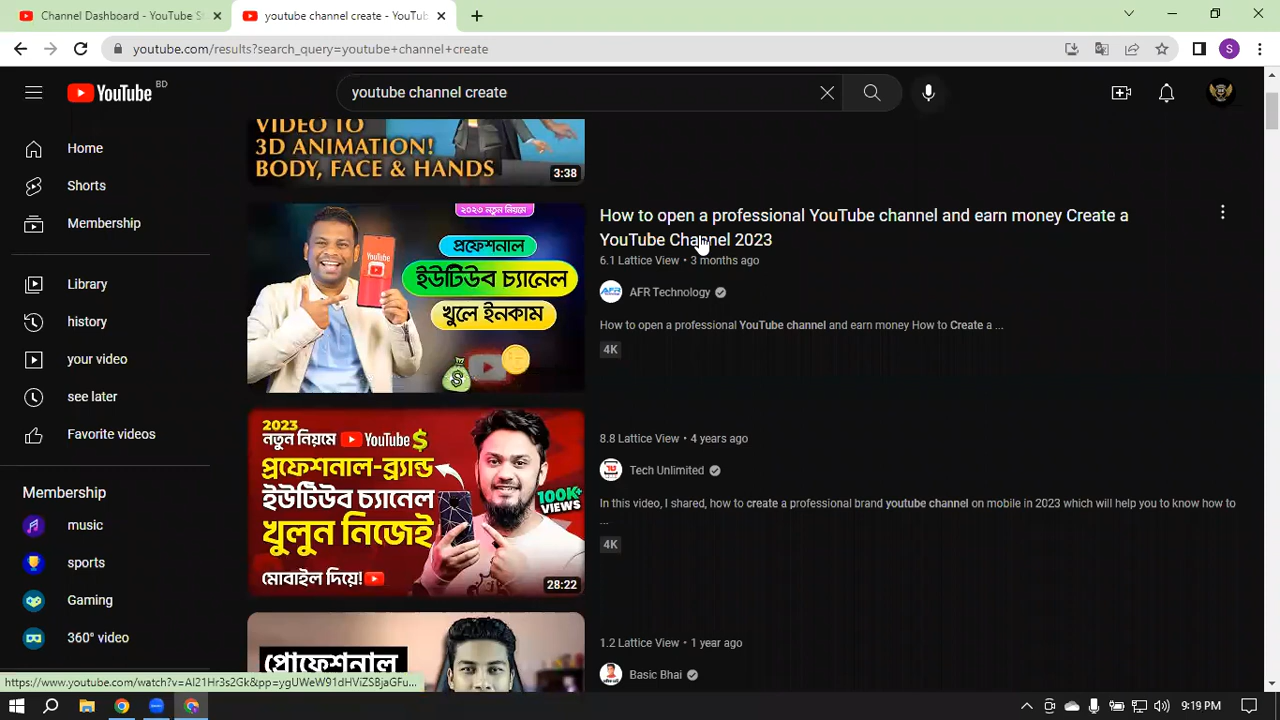 Channel Dashboard - YouTube S
youtube channel create - YouTub
youtube.com/results?search_query=youtube+channel+create
S
YouTube BD
youtube channel create
Home
Shorts
Membership
Library
history
your video
see later
Favorite videos
Membership
music
sports
Gaming
360° video
VIDEO TO
3D ANIMATION!
BODY, FACE & HANDS
3:38
২০২৩ নতুন নিয়মে
প্রফেশনাল
ইউটিউব চ্যানেল
খুলে ইনকাম
YouTube
How to open a professional YouTube channel and earn money Create a
YouTube Channel 2023
6.1 Lattice View • 3 months ago
AFR Technology
How to open a professional YouTube channel and earn money How to Create a ...
4K
2023
নতুন নিয়মে YouTube $
প্রফেশনাল-ব্র্যান্ড
ইউটিউব চ্যানেল
খুলুন নিজেই
মোবাইল দিয়ে!
100K+
VIEWS
28:22
8.8 Lattice View • 4 years ago
Tech Unlimited
In this video, I shared, how to create a professional brand youtube channel on mobile in 2023 which will help you to know how to
...
4K
প্রোফেশনাল
1.2 Lattice View • 1 year ago
Basic Bhai
https://www.youtube.com/watch?v=AI21Hr3s2Gk&pp=ygUWeW91dHViZSBjaGFu...
9:19 PM